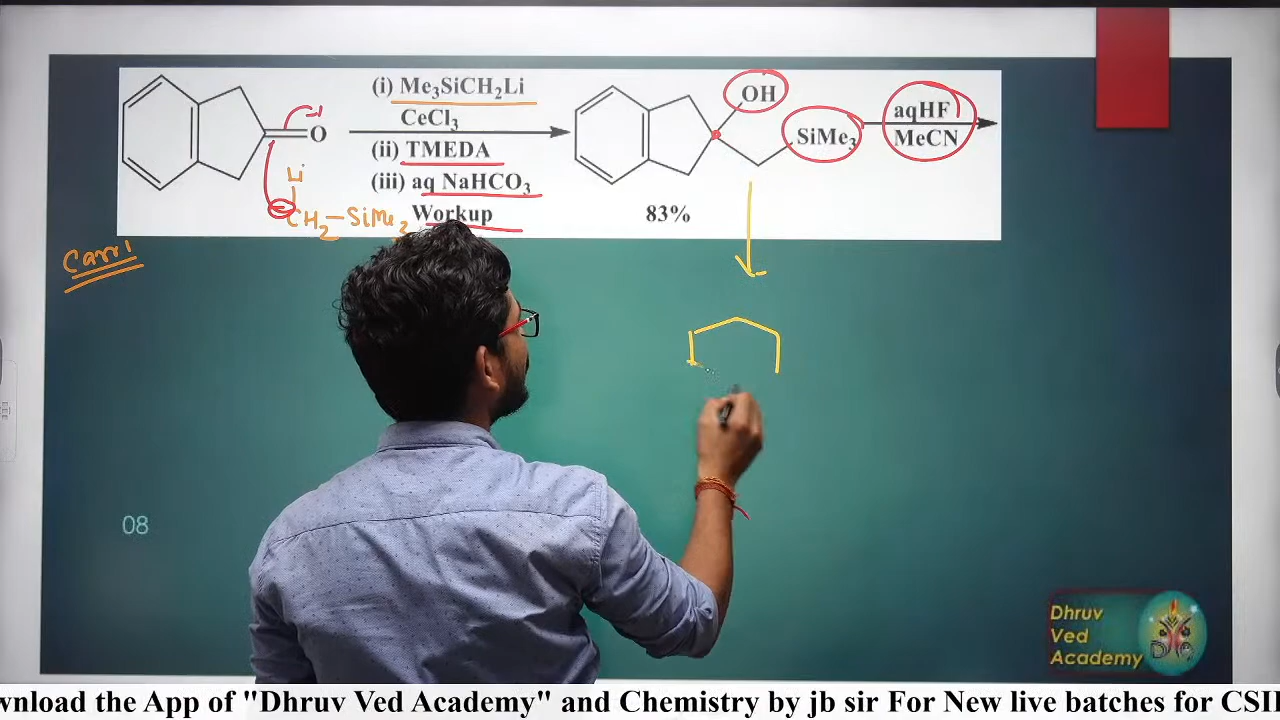 (i) Me₃SiCH₂Li
CeCl₃
(ii) TMEDA
(iii) aq NaHCO₃
Workup
O
OH
SiMe₃
83%
aqHF
MeCN
Li
CH₂-SiMe₂
Carri
08
Dhruv
Ved
Academy
wnload the App of "Dhruv Ved Academy" and Chemistry by jb sir For New live batches for CSI